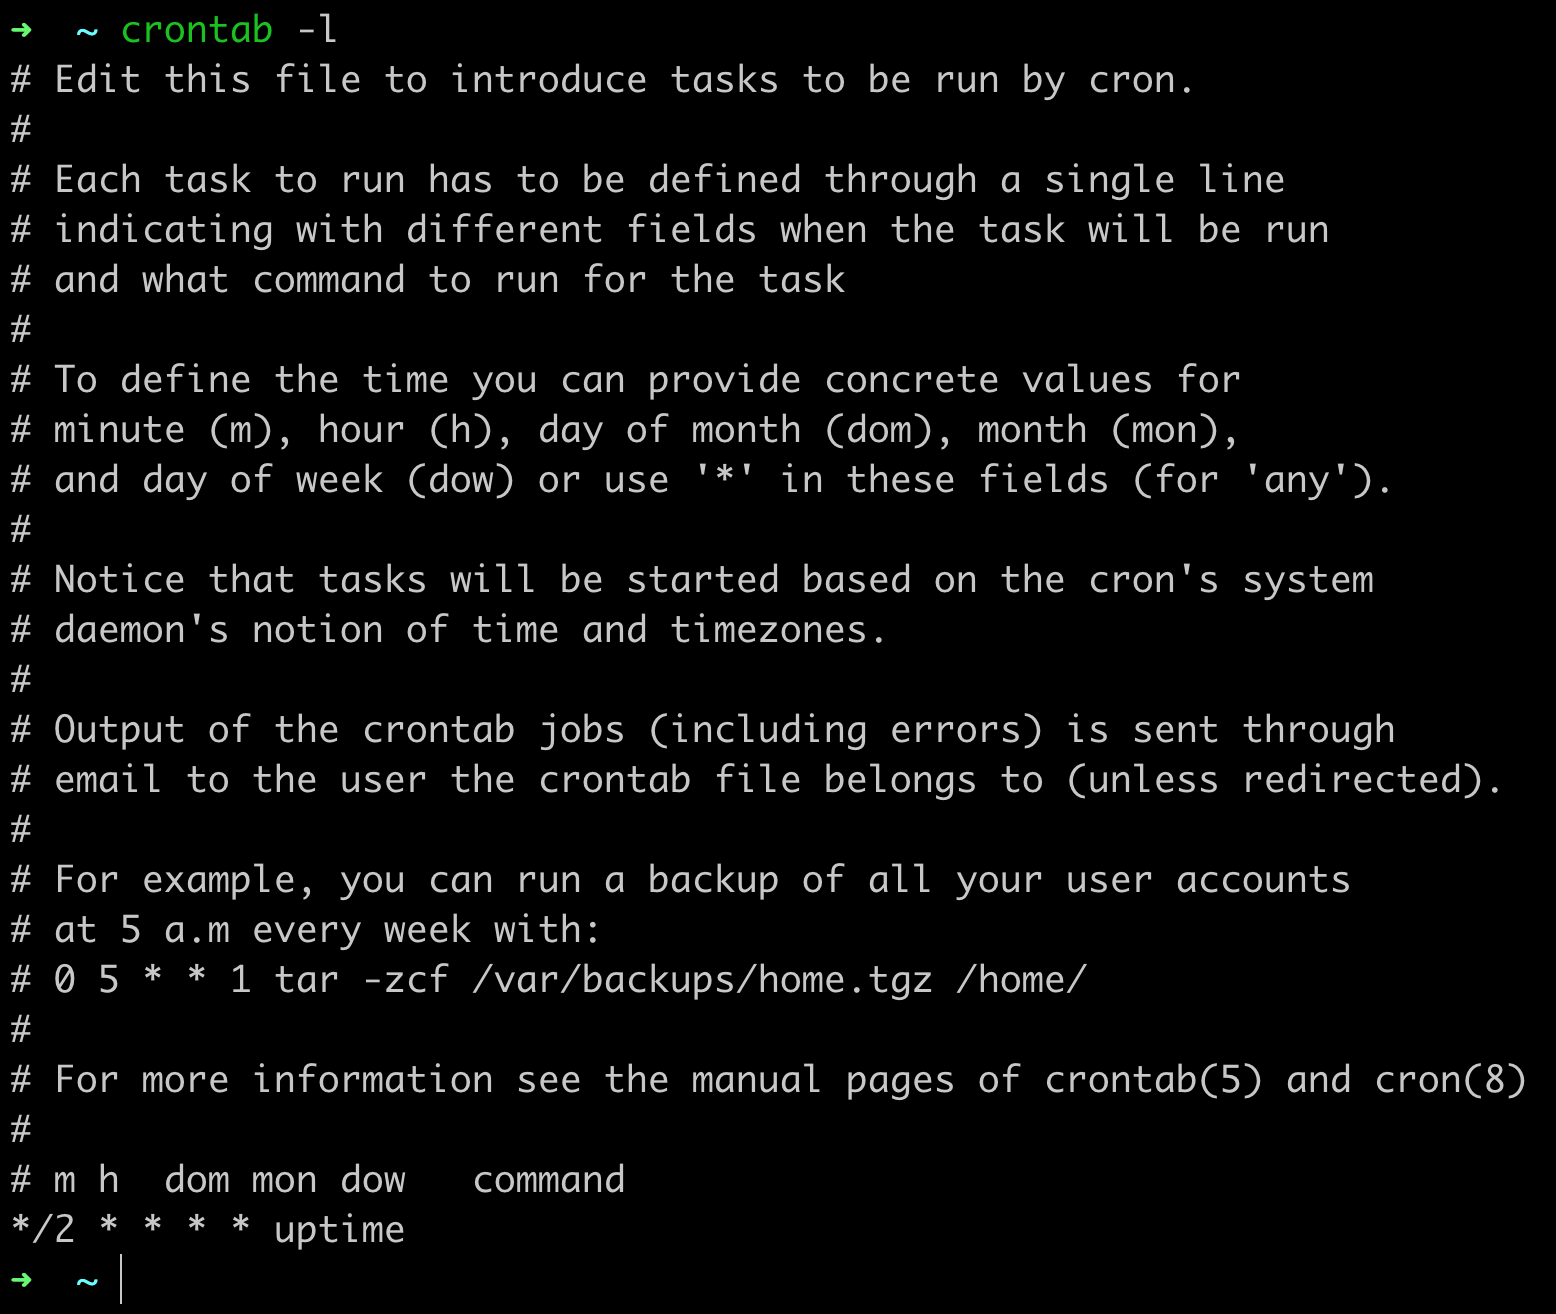 ➜  ~ crontab -l
# Edit this file to introduce tasks to be run by cron.
#
# Each task to run has to be defined through a single line
# indicating with different fields when the task will be run
# and what command to run for the task
#
# To define the time you can provide concrete values for
# minute (m), hour (h), day of month (dom), month (mon),
# and day of week (dow) or use '*' in these fields (for 'any').
#
# Notice that tasks will be started based on the cron's system
# daemon's notion of time and timezones.
#
# Output of the crontab jobs (including errors) is sent through
# email to the user the crontab file belongs to (unless redirected).
#
# For example, you can run a backup of all your user accounts
# at 5 a.m every week with:
# 0 5 * * 1 tar -zcf /var/backups/home.tgz /home/
#
# For more information see the manual pages of crontab(5) and cron(8)
#
# m h  dom mon dow   command
*/2 * * * * uptime
➜  ~